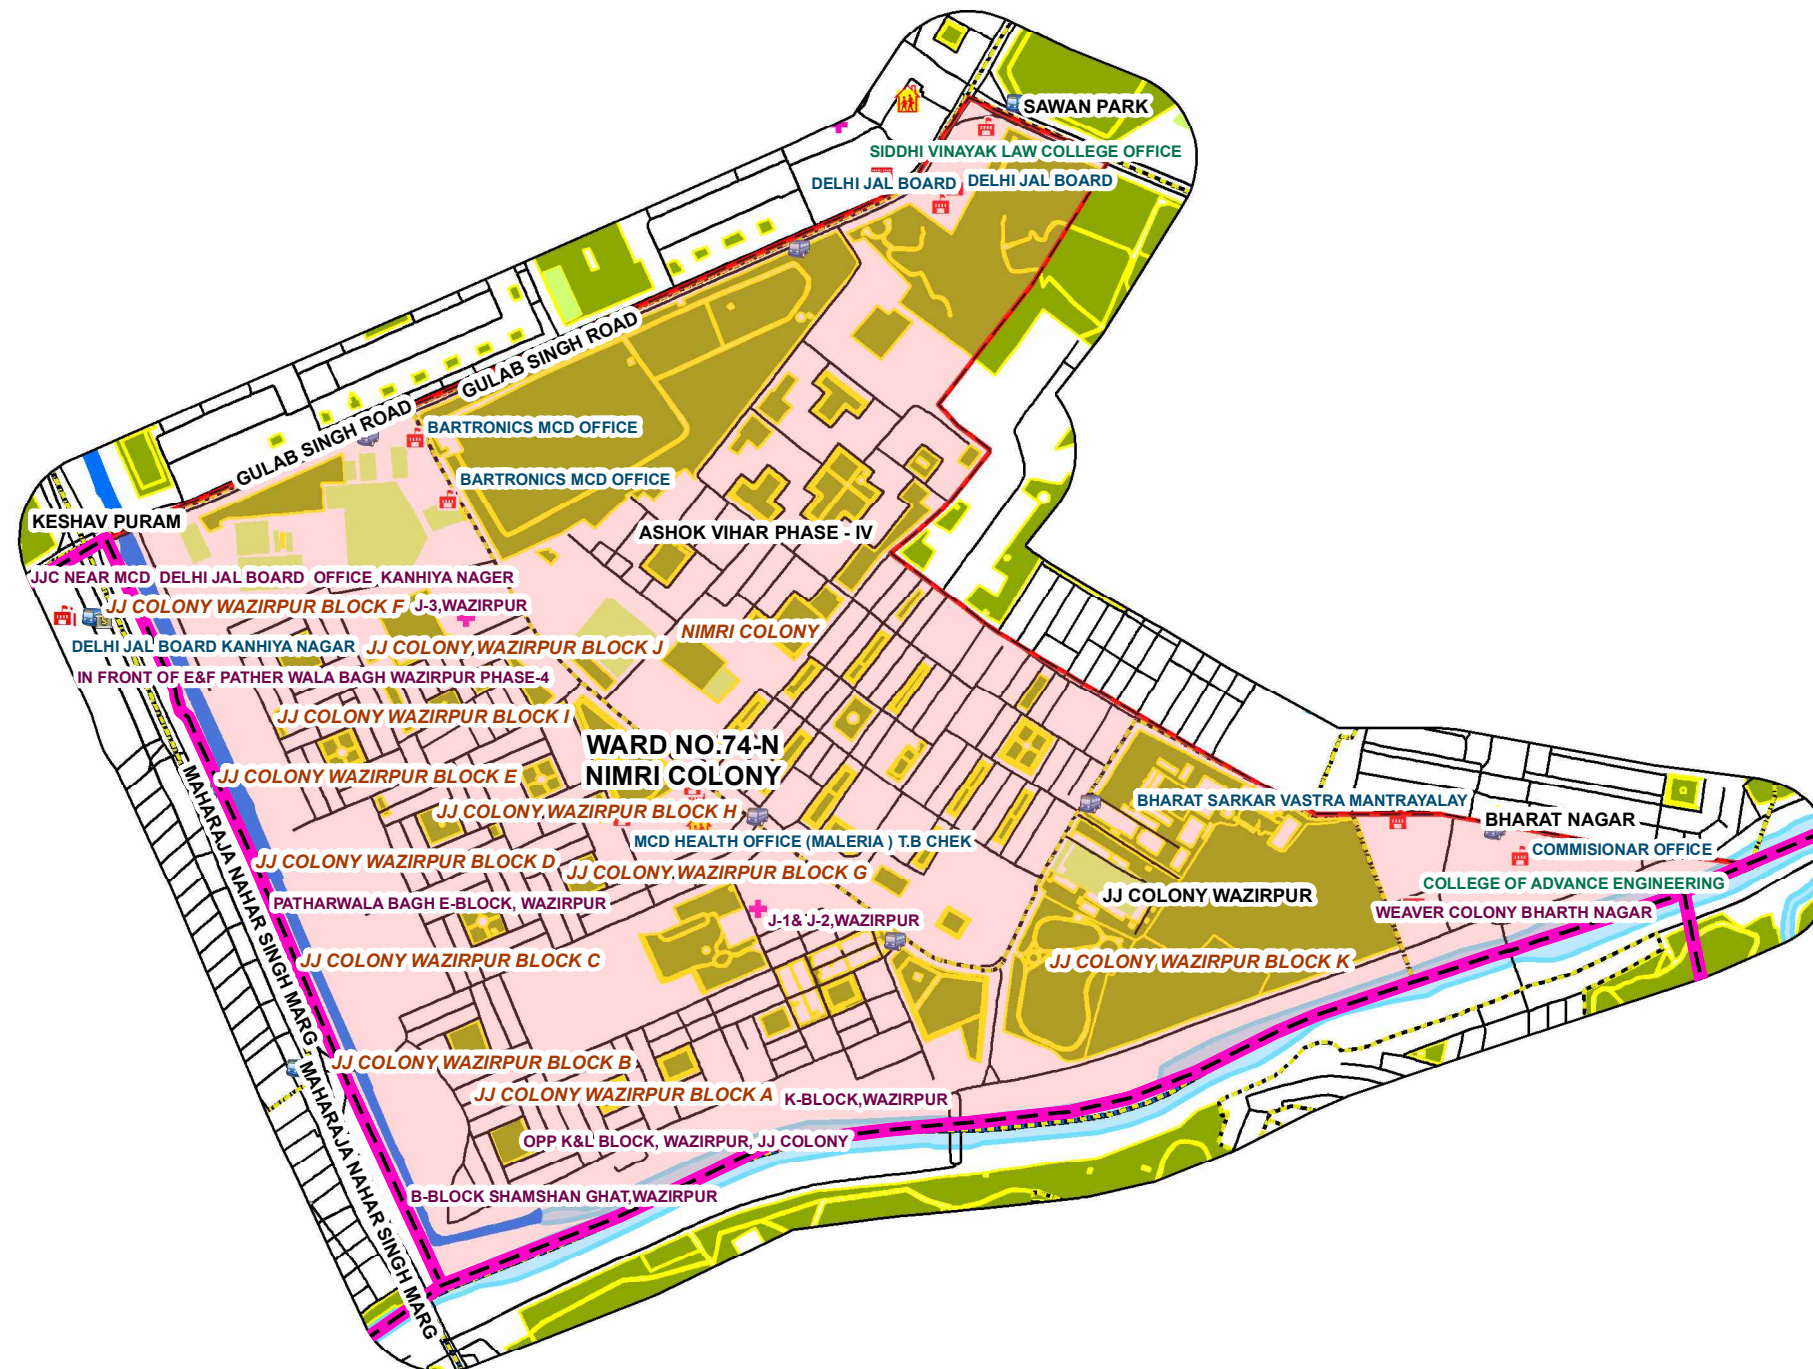 SAWAN PARK
SIDDHI VINAYAK LAW COLLEGE OFFICE
DELHI JAL BOARD
DELHI JAL BOARD
GULAB SINGH ROAD
GULAB SINGH ROAD
BARTRONICS MCD OFFICE
BARTRONICS MCD OFFICE
KESHAV PURAM
ASHOK VIHAR PHASE - IV
JJC NEAR MCD DELHI JAL BOARD OFFICE KANHIYA NAGER
JJ COLONY WAZIRPUR BLOCK F
J-3,WAZIRPUR
NIMRI COLONY
DELHI JAL BOARD KANHIYA NAGAR
JJ COLONY,WAZIRPUR BLOCK J
IN FRONT OF E&F PATHER WALA BAGH WAZIRPUR PHASE-4
JJ COLONY WAZIRPUR BLOCK I
WARD NO.74-N
NIMRI COLONY
JJ COLONY WAZIRPUR BLOCK E
MAHARAJA NAHAR SINGH MARG
JJ COLONY,WAZIRPUR BLOCK H
BHARAT SARKAR VASTRA MANTRAYALAY
BHARAT NAGAR
MCD HEALTH OFFICE (MALERIA ) T.B CHEK
COMMISIONAR OFFICE
JJ COLONY WAZIRPUR BLOCK D
JJ COLONY,WAZIRPUR BLOCK G
COLLEGE OF ADVANCE ENGINEERING
JJ COLONY WAZIRPUR
PATHARWALA BAGH E-BLOCK, WAZIRPUR
J-1& J-2,WAZIRPUR
WEAVER COLONY BHARTH NAGAR
JJ COLONY WAZIRPUR BLOCK C
JJ COLONY WAZIRPUR BLOCK K
JJ COLONY WAZIRPUR BLOCK B
MAHARAJA NAHAR SINGH MARG
JJ COLONY WAZIRPUR BLOCK A
K-BLOCK,WAZIRPUR
OPP K&L BLOCK, WAZIRPUR, JJ COLONY
B-BLOCK SHAMSHAN GHAT,WAZIRPUR